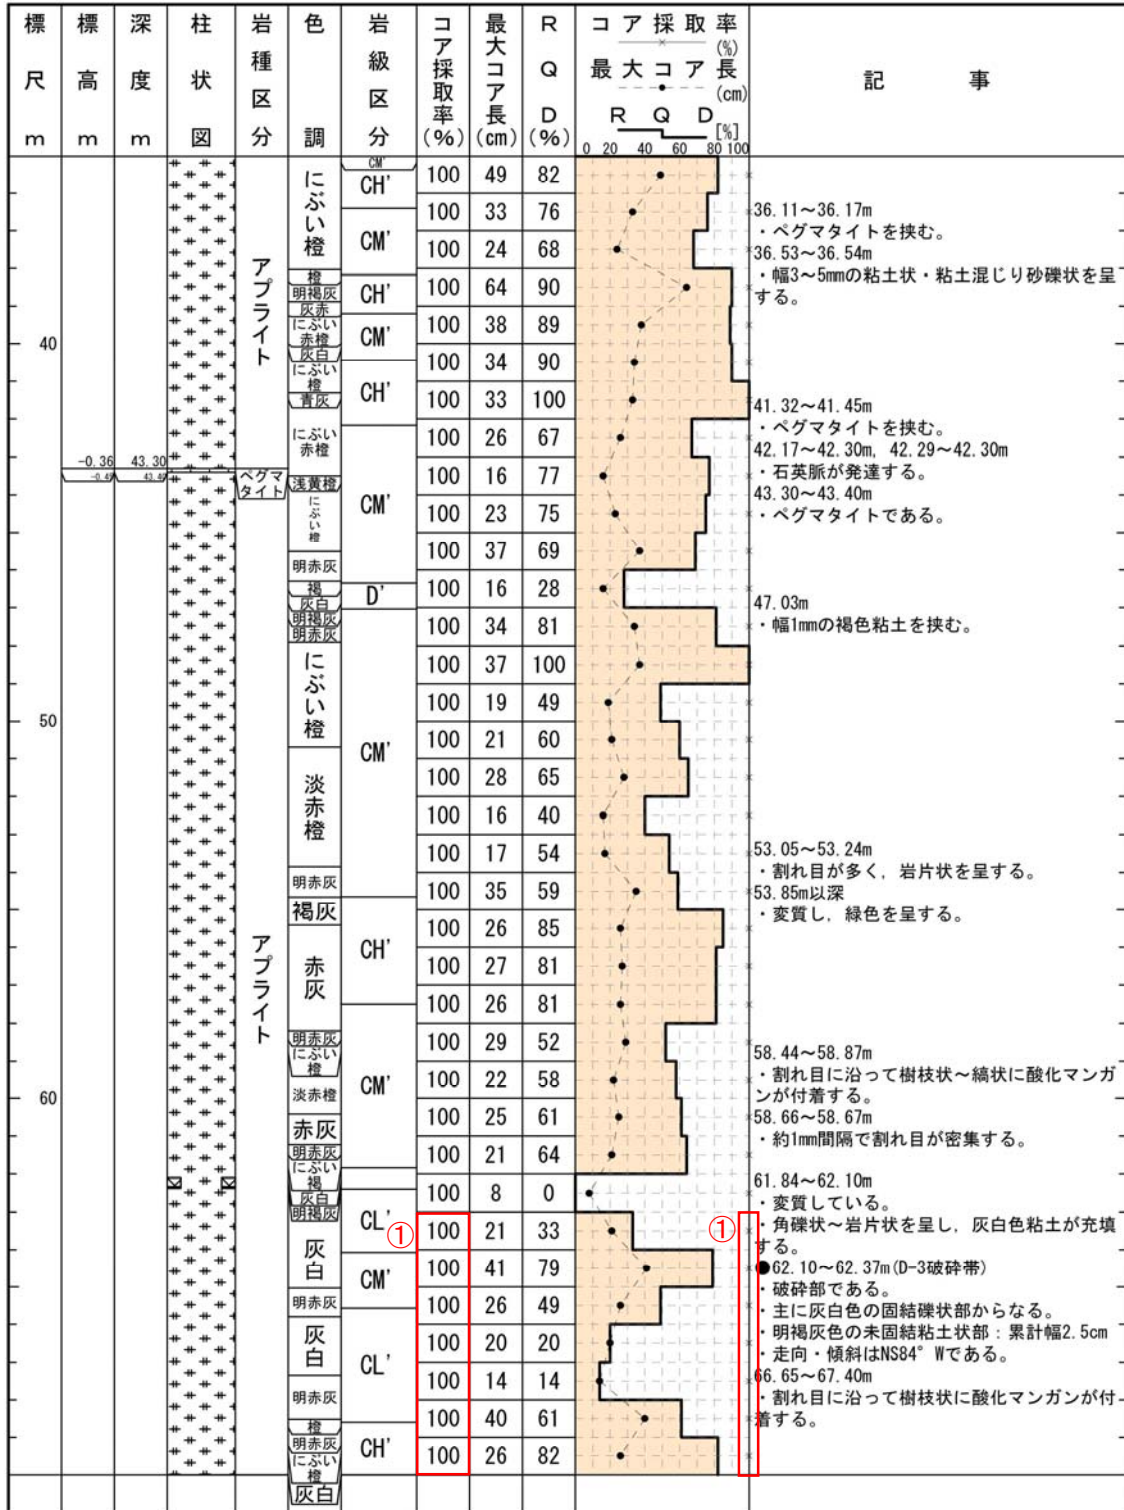 標尺m
標高m
深度m
柱状図
岩種区分
色調
岩級区分
コア採取率(%)
最大コア長(cm)
RQD(%)
コア採取率(%)
最大コア長(cm)
RQD[%]
0 20 40 60 80 100
記事
40
50
60
-0.36 43.30
アプライト
ペグマタイト
アプライト
にぶい橙
橙
明褐灰
灰赤
にぶい赤橙
灰白
にぶい橙
青灰
にぶい赤橙
浅黄橙
にぶい橙
明赤灰
褐
灰白
明褐灰
明赤灰
にぶい橙
淡赤橙
明赤灰
褐灰
赤灰
明赤灰
にぶい橙
淡赤橙
赤灰
明赤灰
にぶい褐
灰白
明褐灰
灰白
明赤灰
灰白
明赤灰
橙
明赤灰
にぶい橙
灰白
CM'
CH'
CM'
CH'
CM'
CH'
CM'
D'
CM'
CH'
CM'
CL'
CM'
CL'
CH'
100 49 82
100 33 76
100 24 68
100 64 90
100 38 89
100 34 90
100 33 100
100 26 67
100 16 77
100 23 75
100 37 69
100 16 28
100 34 81
100 37 100
100 19 49
100 21 60
100 28 65
100 16 40
100 17 54
100 35 59
100 26 85
100 27 81
100 26 81
100 29 52
100 22 58
100 25 61
100 21 64
100 8 0
100 21 33
100 41 79
100 26 49
100 20 20
100 14 14
100 40 61
100 26 82
①
①
36.11～36.17m
・ペグマタイトを挟む。
36.53～36.54m
・幅3～5mmの粘土状・粘土混じり砂礫状を呈
する。
41.32～41.45m
・ペグマタイトを挟む。
42.17～42.30m, 42.29～42.30m
・石英脈が発達する。
43.30～43.40m
・ペグマタイトである。
47.03m
・幅1mmの褐色粘土を挟む。
53.05～53.24m
・割れ目が多く，岩片状を呈する。
53.85m以深
・変質し，緑色を呈する。
58.44～58.87m
・割れ目に沿って樹枝状～縞状に酸化マンガ
ンが付着する。
58.66～58.67m
・約1mm間隔で割れ目が密集する。
61.84～62.10m
・変質している。
・角礫状～岩片状を呈し，灰白色粘土が充填
する。
●62.10～62.37m(D-3破砕帯)
・破砕部である。
・主に灰白色の固結礫状部からなる。
・明褐灰色の未固結粘土状部：累計幅2.5cm
・走向・傾斜はNS84°Wである。
66.65～67.40m
・割れ目に沿って樹枝状に酸化マンガンが付
着する。